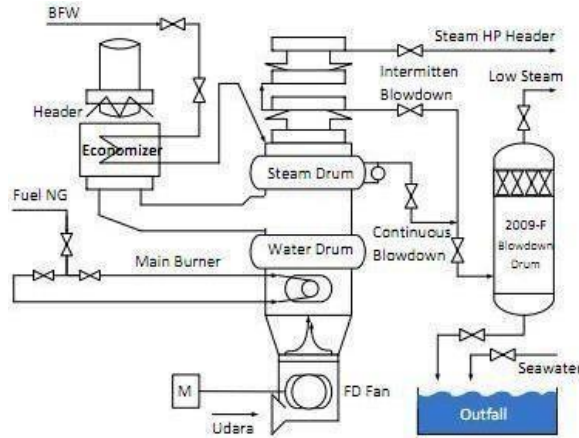 BFW
Steam HP Header
Intermitten
Blowdown
Low Steam
Header
Economizer
Steam Drum
Fuel NG
2009-F
Blowdown
Drum
Continuous
Blowdown
Water Drum
Main Burner
M
FD Fan
Seawater
Udara
Outfall